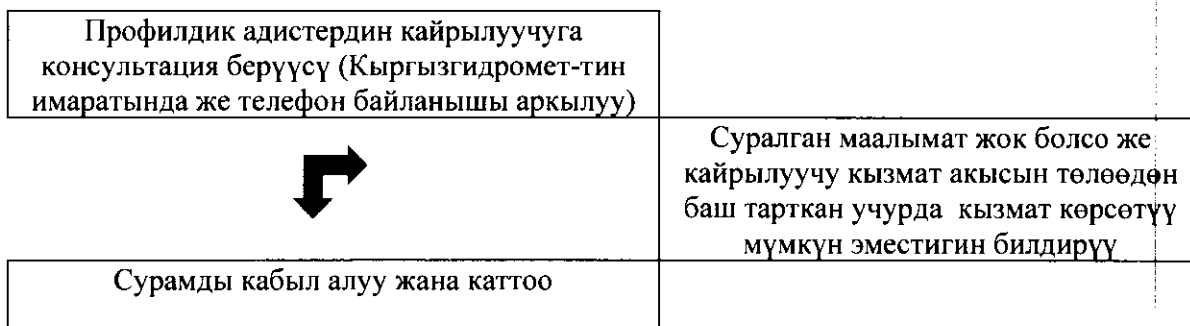 Профилдик адистердин кайрылуучуга
консультация берүүсү (Кыргызгидромет-тин
имаратында же телефон байланышы аркылуу)
Суралган маалымат жок болсо же
кайрылуучу кызмат акысын төлөөдөн
баш тарткан учурда кызмат көрсөтүү
мүмкүн эместигин билдирүү
Сурамды кабыл алуу жана каттоо